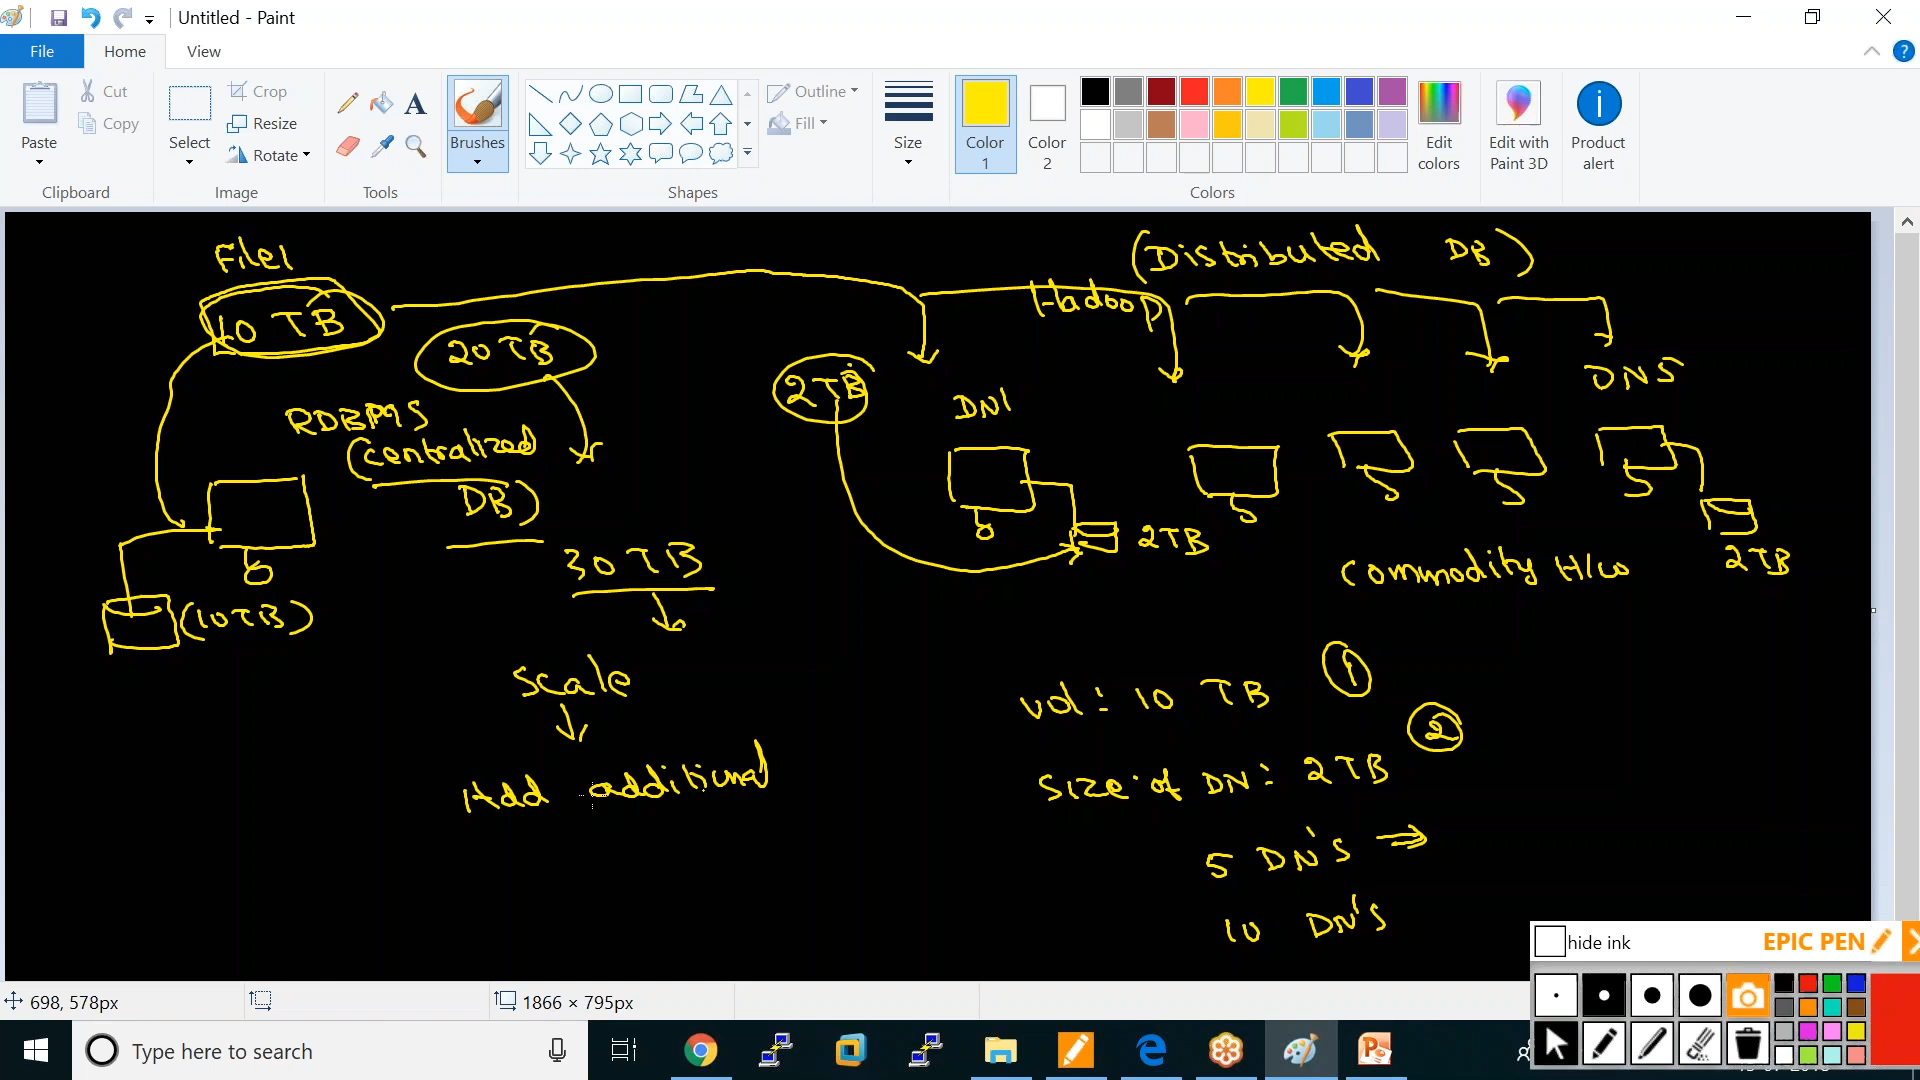 Untitled - Paint
File
Home
View
Paste
Cut
Copy
Clipboard
Select
Crop
Resize
Rotate
Image
Tools
Brushes
Outline
Fill
Shapes
Size
Color 1
Color 2
Edit colors
Colors
Edit with Paint 3D
Product alert
File1
10 TB
20 TB
RDBMS
(centralized
DB)
(10TB)
30 TB
scale
Add additional
(Distributed DB)
Hadoop
2TB
DN1
DN5
2TB
2TB
Commodity H/w
Vol: 10 TB
1
Size of DN: 2TB
2
5 DN's ⇒
10 DN's
698, 578px
1866 × 795px
hide ink
EPIC PEN
Type here to search